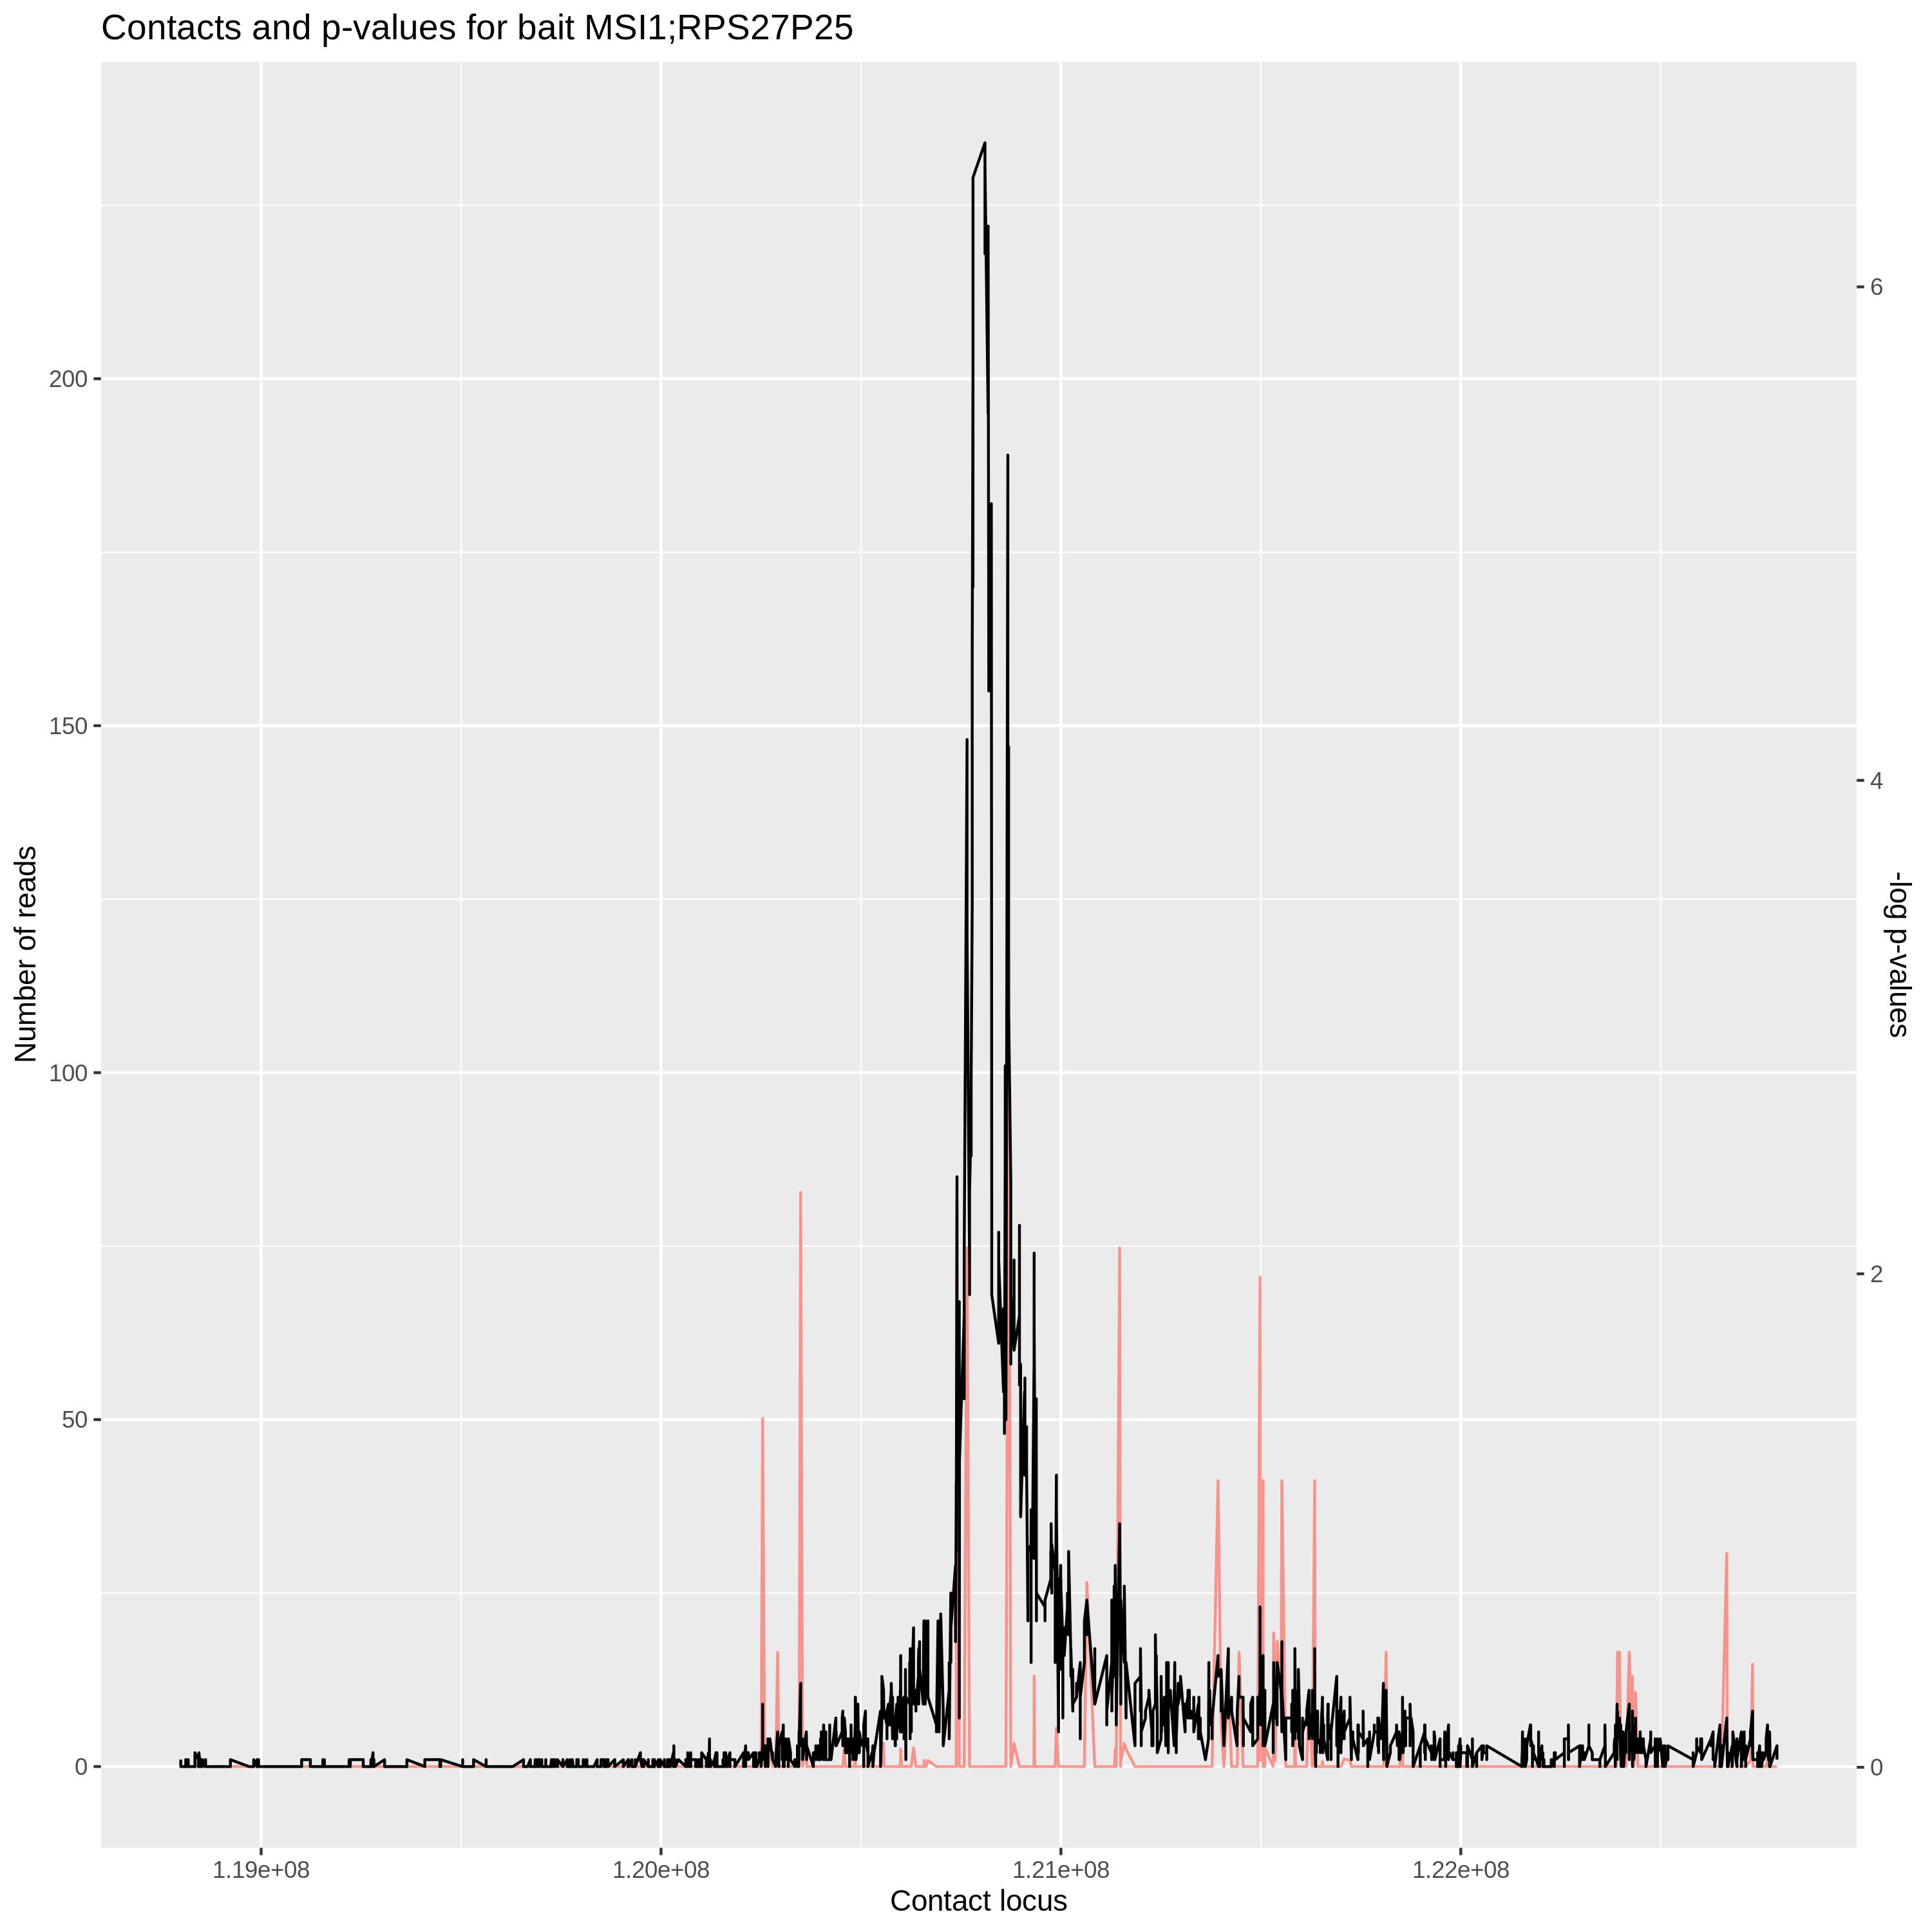 Contacts and p-values for bait MSI1;RPS27P25
Number of reads
200
150
100
50
0
6
4
2
0
-log p-values
1.19e+08 1.20e+08 1.21e+08 1.22e+08
Contact locus